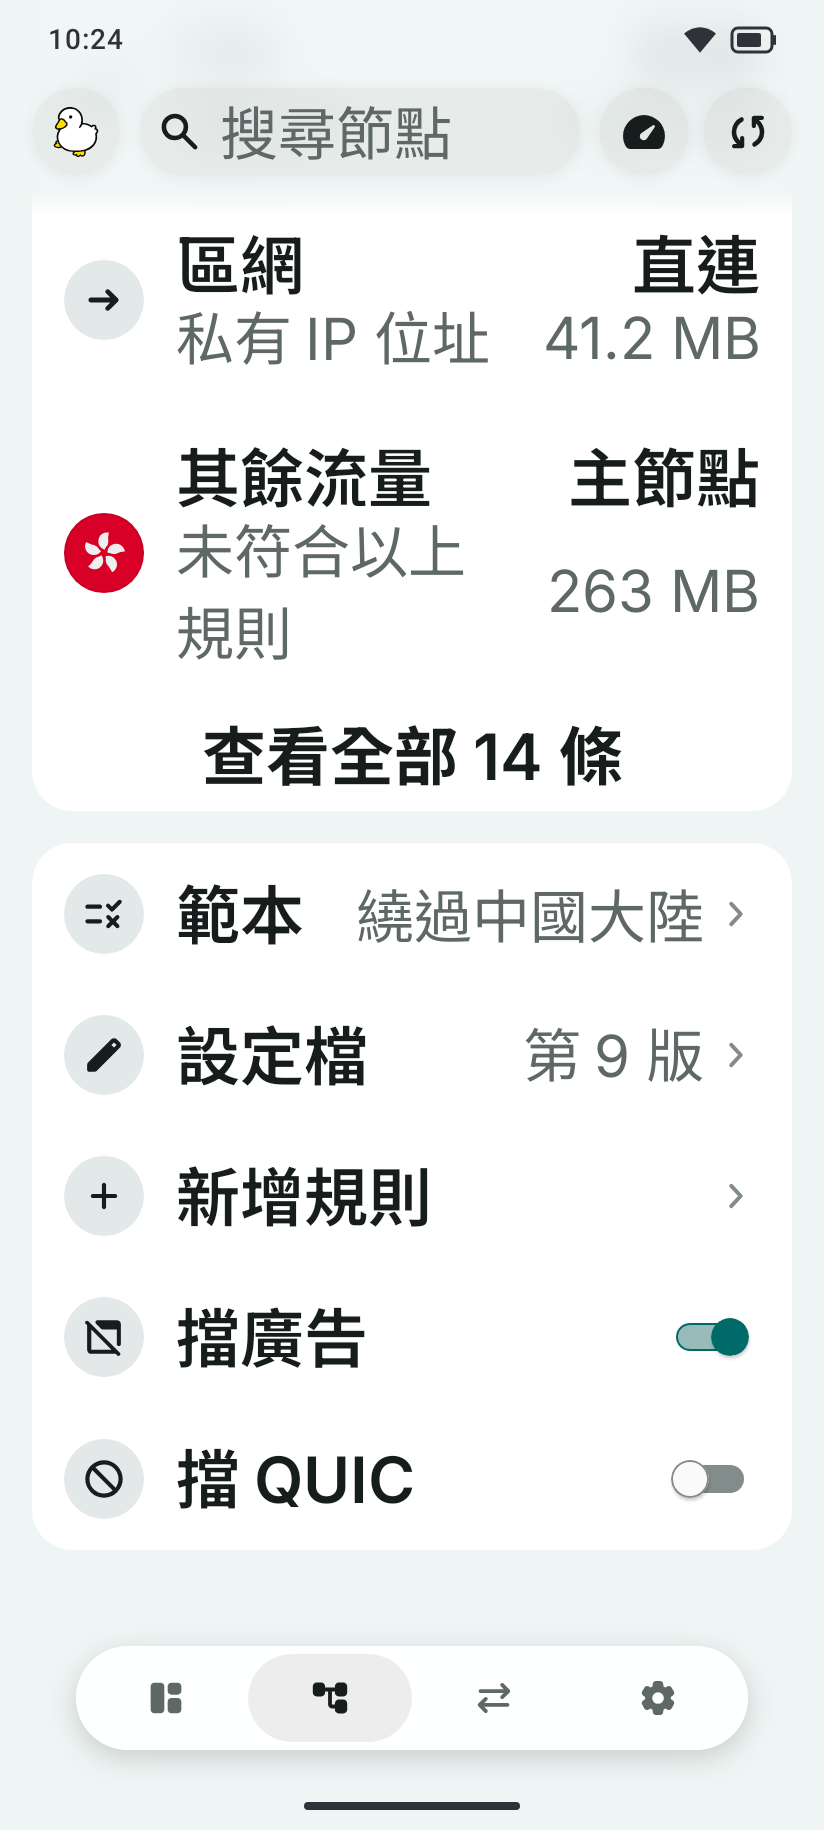 10:24
搜尋節點
區網 直連
私有 IP 位址 41.2 MB
其餘流量 主節點
未符合以上
規則
263 MB
查看全部 14 條
範本 繞過中國大陸
設定檔 第 9 版
新增規則
擋廣告
擋 QUIC